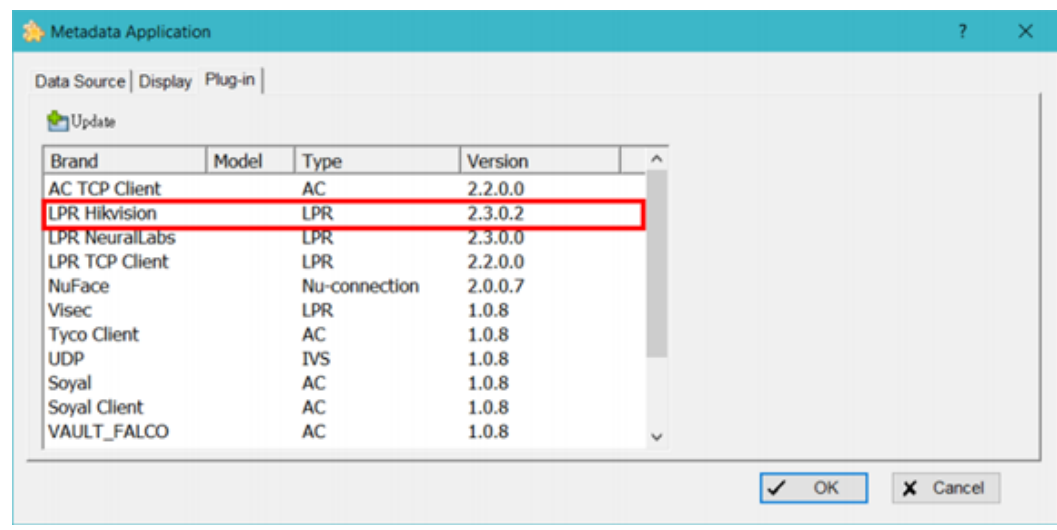 Metadata Application ?
Data Source Display Plug-in
Update
Brand Model Type Version
AC TCP Client AC 2.2.0.0
LPR Hikvision LPR 2.3.0.2
LPR NeuralLabs LPR 2.3.0.0
LPR TCP Client LPR 2.2.0.0
NuFace Nu-connection 2.0.0.7
Visec LPR 1.0.8
Tyco Client AC 1.0.8
UDP IVS 1.0.8
Soyal AC 1.0.8
Soyal Client AC 1.0.8
VAULT_FALCO AC 1.0.8
OK Cancel